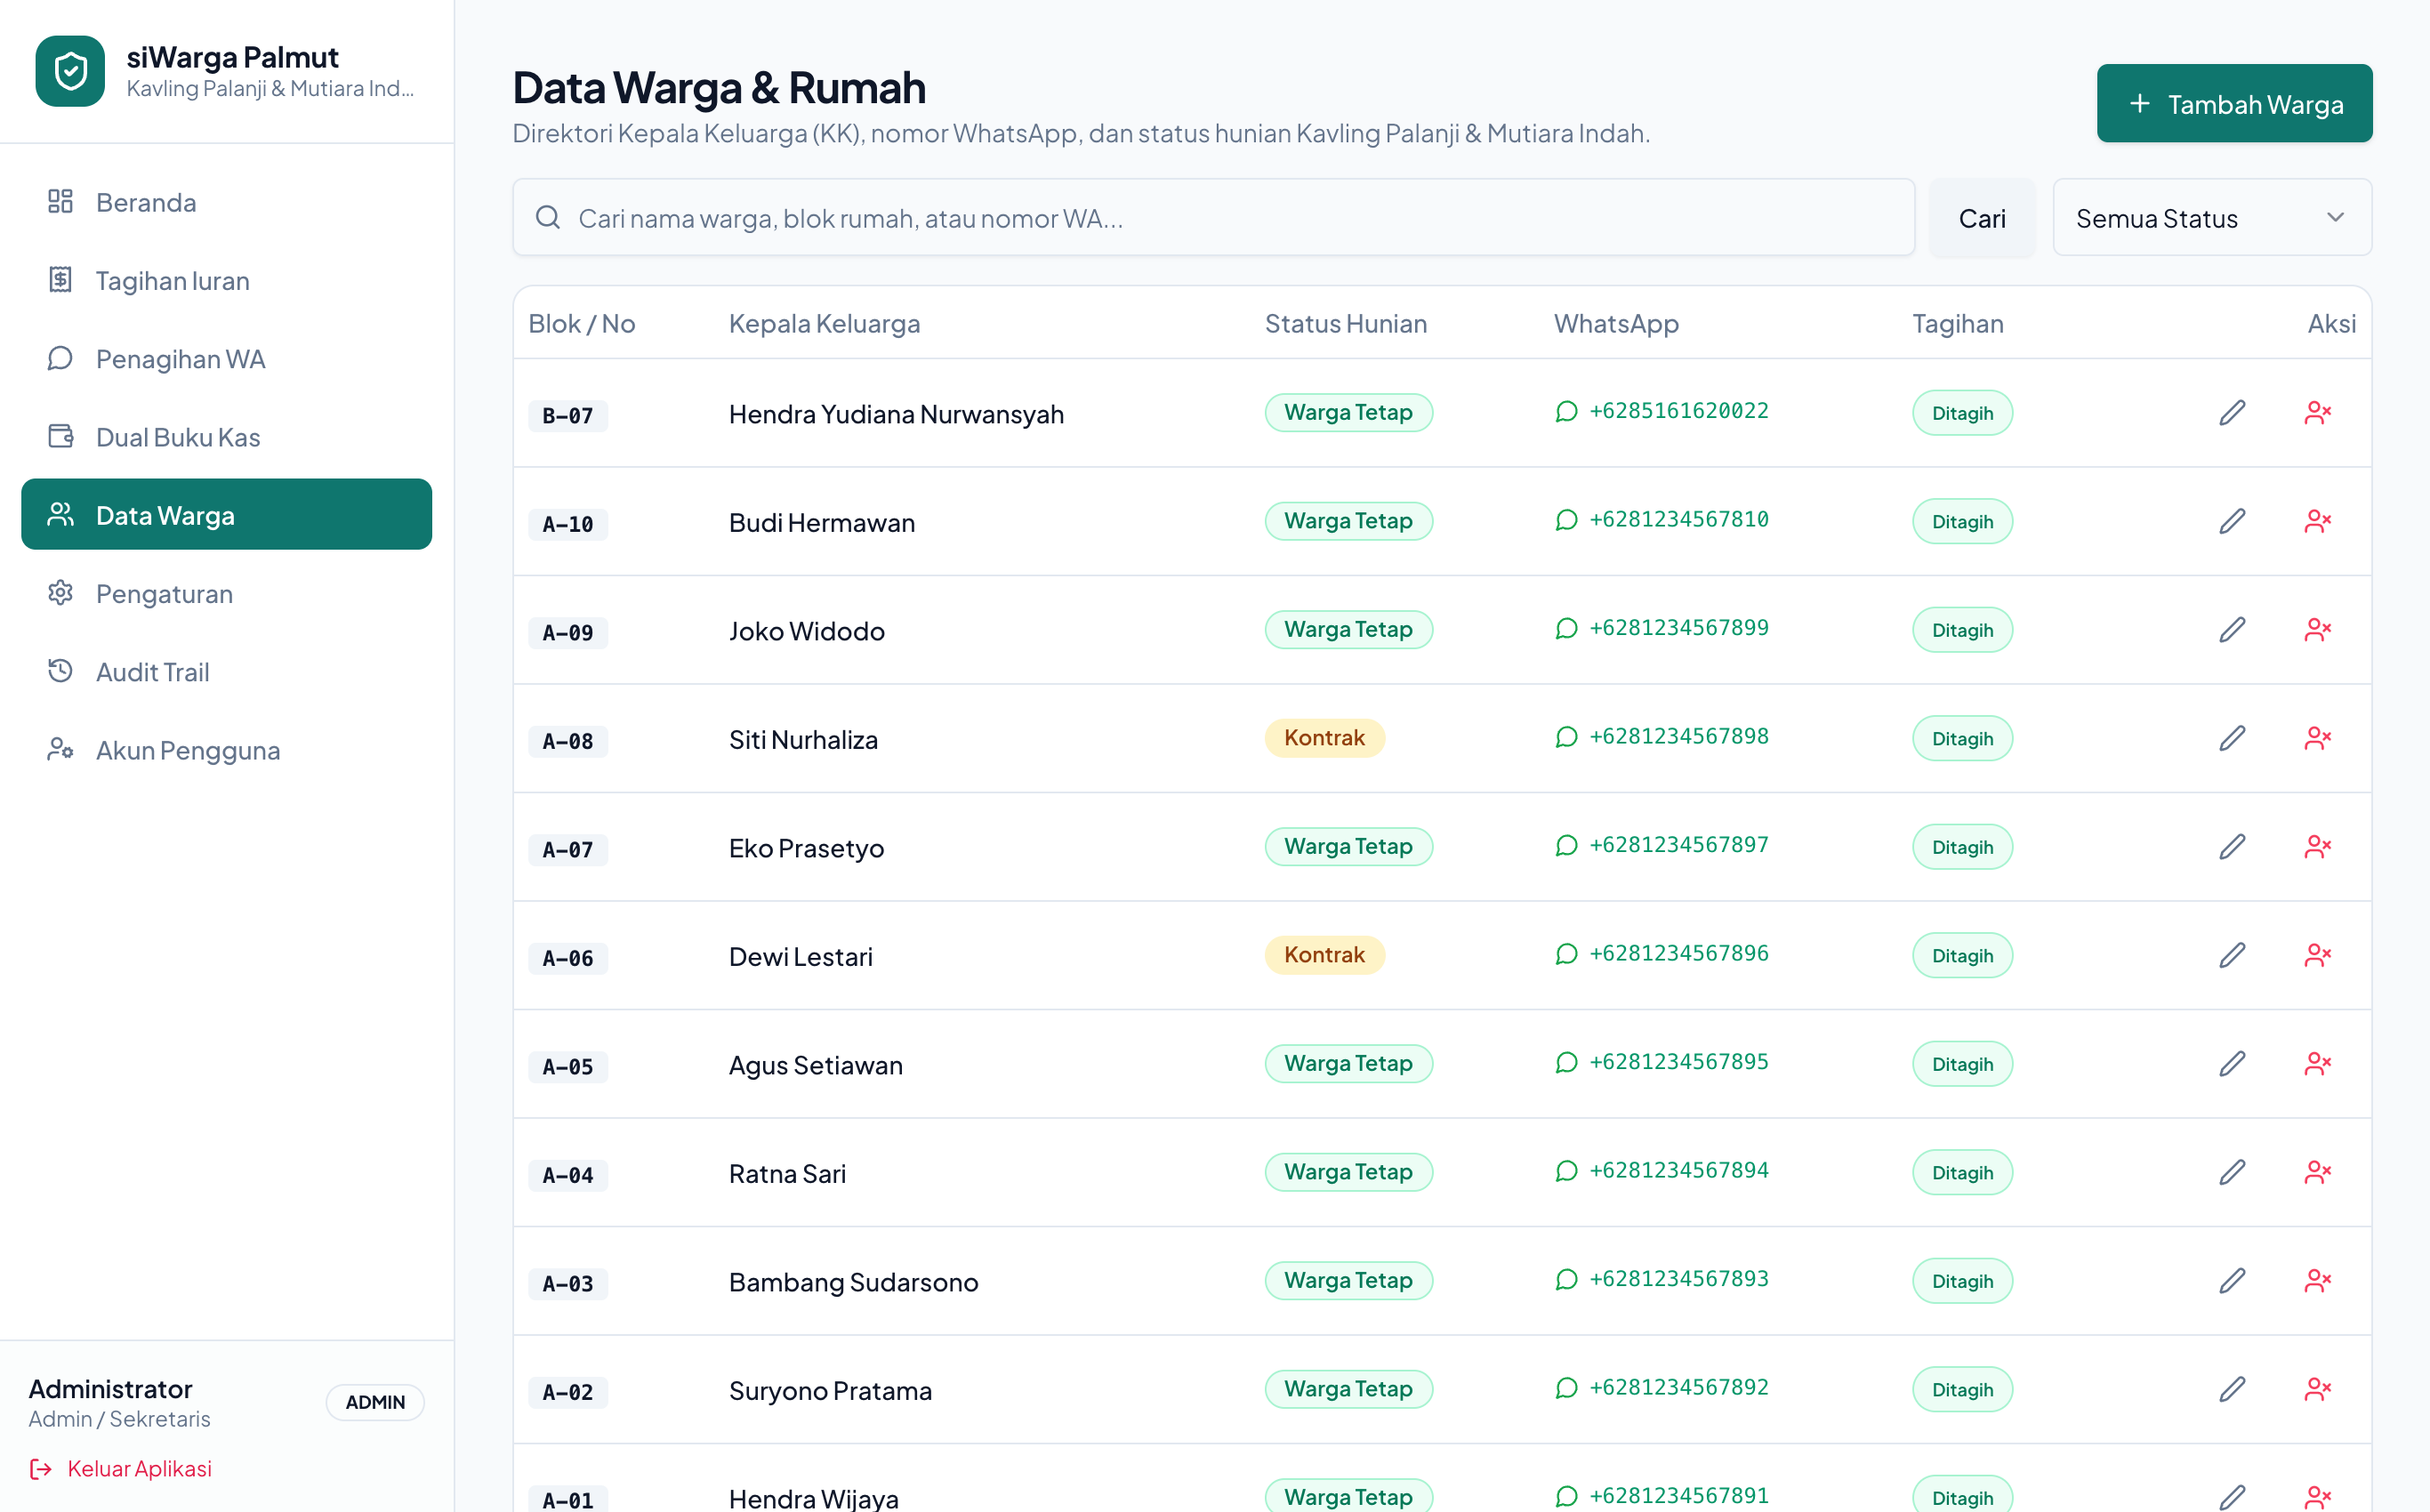 siWarga Palmut
Kavling Palanji & Mutiara Ind...
Beranda
Tagihan Iuran
Penagihan WA
Dual Buku Kas
Data Warga
Pengaturan
Audit Trail
Akun Pengguna
Administrator
Admin / Sekretaris
ADMIN
Keluar Aplikasi
Data Warga & Rumah
Direktori Kepala Keluarga (KK), nomor WhatsApp, dan status hunian Kavling Palanji & Mutiara Indah.
+ Tambah Warga
Cari nama warga, blok rumah, atau nomor WA...
Cari
Semua Status
Blok / No Kepala Keluarga Status Hunian WhatsApp Tagihan Aksi
B-07 Hendra Yudiana Nurwansyah Warga Tetap +6285161620022 Ditagih
A-10 Budi Hermawan Warga Tetap +6281234567810 Ditagih
A-09 Joko Widodo Warga Tetap +6281234567899 Ditagih
A-08 Siti Nurhaliza Kontrak +6281234567898 Ditagih
A-07 Eko Prasetyo Warga Tetap +6281234567897 Ditagih
A-06 Dewi Lestari Kontrak +6281234567896 Ditagih
A-05 Agus Setiawan Warga Tetap +6281234567895 Ditagih
A-04 Ratna Sari Warga Tetap +6281234567894 Ditagih
A-03 Bambang Sudarsono Warga Tetap +6281234567893 Ditagih
A-02 Suryono Pratama Warga Tetap +6281234567892 Ditagih
A-01 Hendra Wijaya Warga Tetap +6281234567891 Ditagih